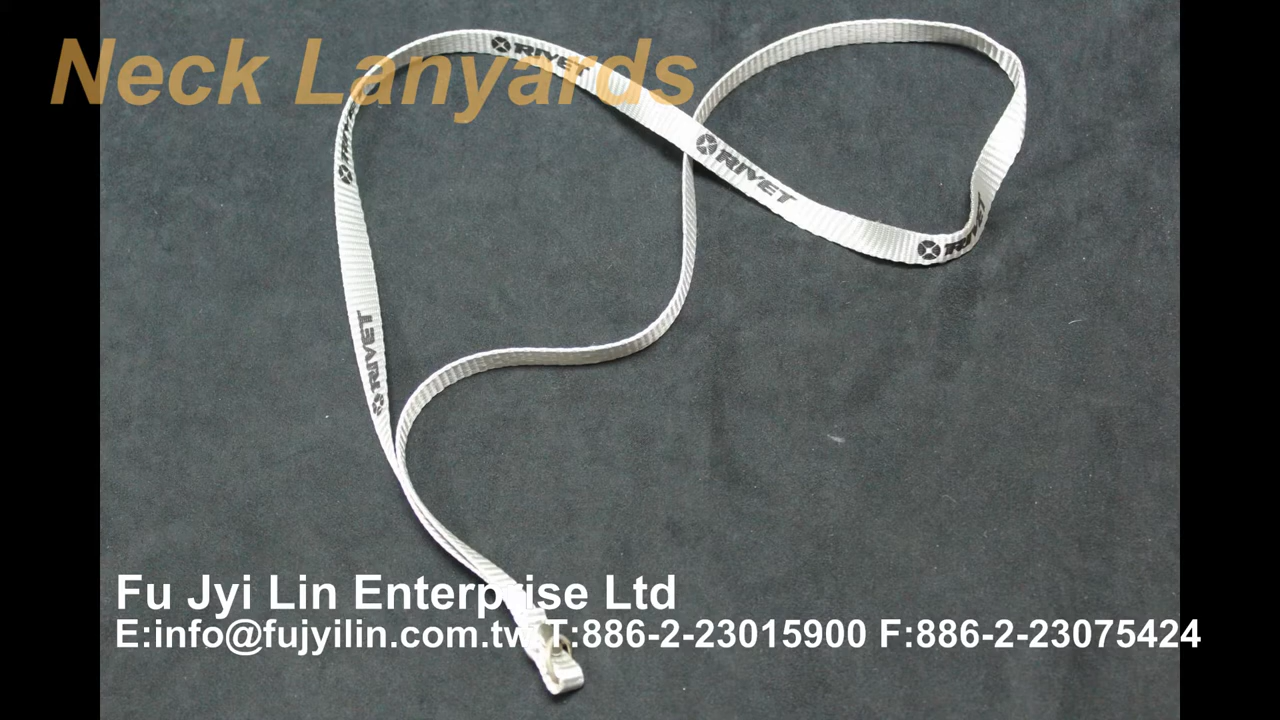 Neck Lanyards
RIVET
RIVET
RIVET
RIVET
Fu Jyi Lin Enterprise Ltd
E:info@fujyilin.com.tw T:886-2-23015900 F:886-2-23075424